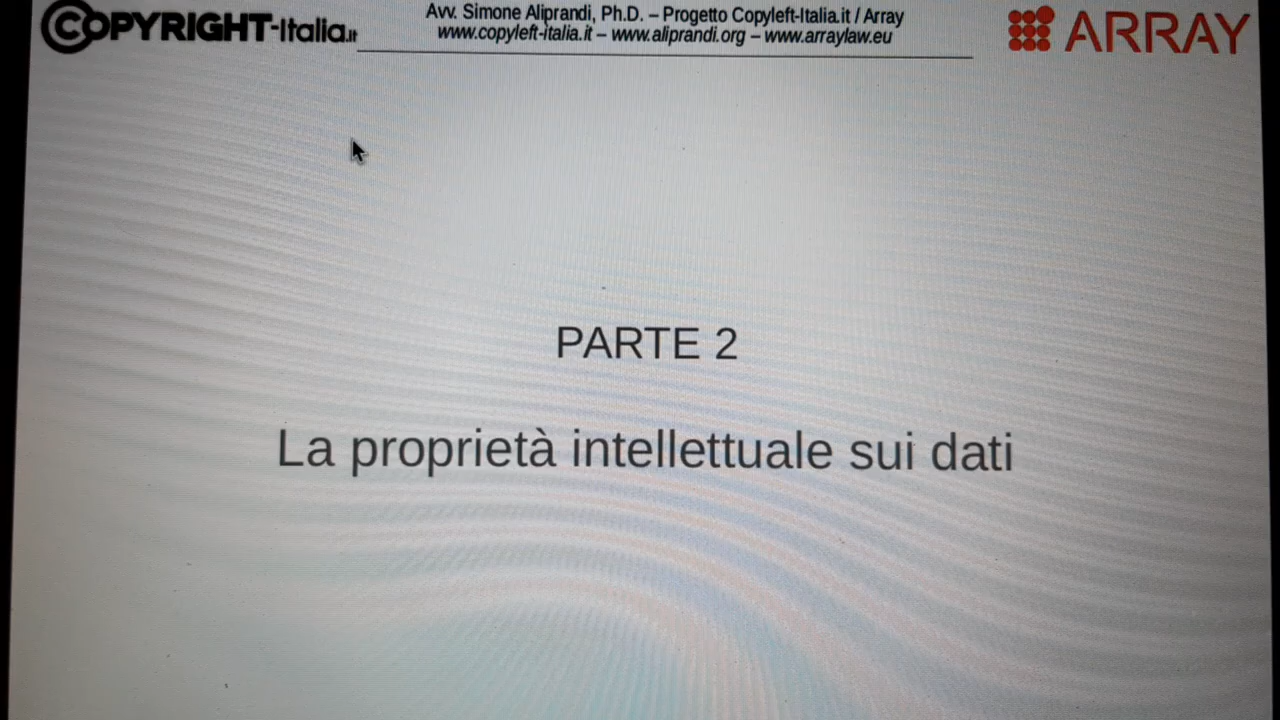 COPYRIGHT-Italia.it
Avv. Simone Aliprandi, Ph.D. – Progetto Copyleft-Italia.it / Array
www.copyleft-italia.it – www.aliprandi.org – www.arraylaw.eu
ARRAY
PARTE 2
La proprietà intellettuale sui dati